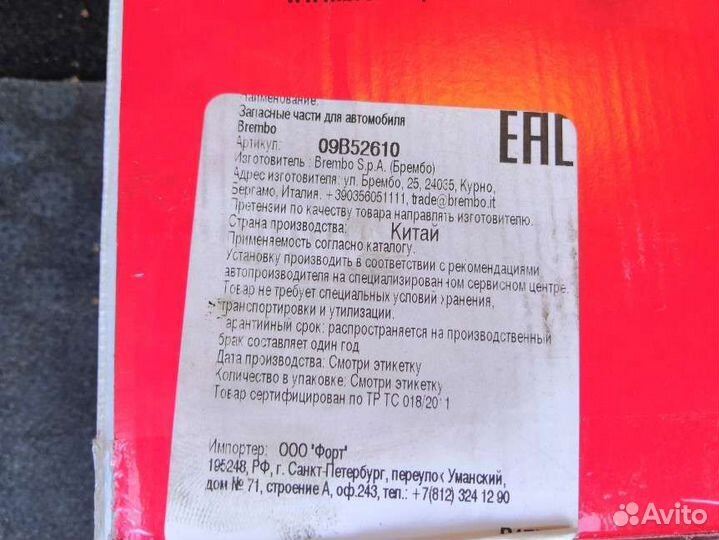 Наименование:
Запасные части для автомобиля
Brembo
Артикул: 09B52610
EAC
Изготовитель : Brembo S.p.A. (Брембо)
Адрес изготовителя: ул. Брембо, 25, 24035, Курно,
Бергамо, Италия. +390356051111, trade@brembo.it
Претензии по качеству товара направлять изготовителю.
Страна производства: Китай
Применяемость согласно каталогу.
Установку производить в соответствии с рекомендациями
автопроизводителя на специализированном сервисном центре.
Товар не требует специальных условий хранения,
транспортировки и утилизации.
Гарантийный срок: распространяется на производственный
брак составляет один год
Дата производства: Смотри этикетку
Количество в упаковке: Смотри этикетку
Товар сертифицирован по ТР ТС 018/2011
Импортер: ООО "Форт"
195248, РФ, г. Санкт-Петербург, переулок Уманский,
дом № 71, строение А, оф.243, тел.: +7(812) 324 12 90
Avito